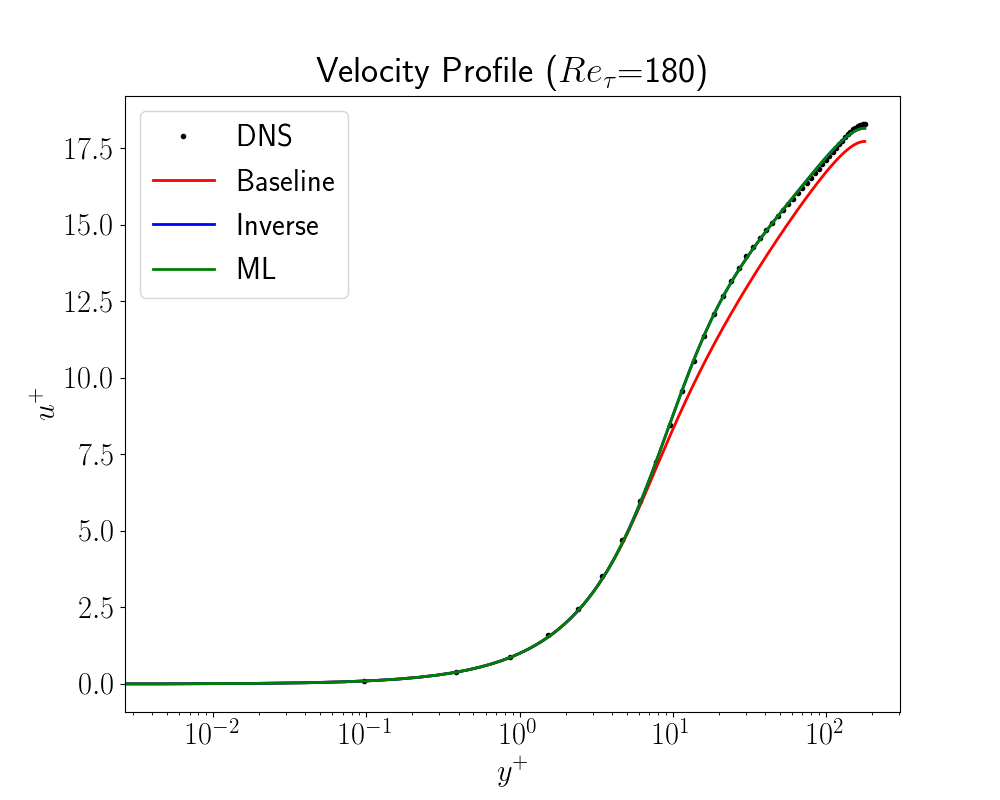 Velocity Profile ($Re_\tau$=180)
DNS
Baseline
Inverse
ML
17.5
15.0
12.5
10.0
7.5
5.0
2.5
0.0
$u^+$
$10^{-2}$ $10^{-1}$ $10^0$ $10^1$ $10^2$
$y^+$